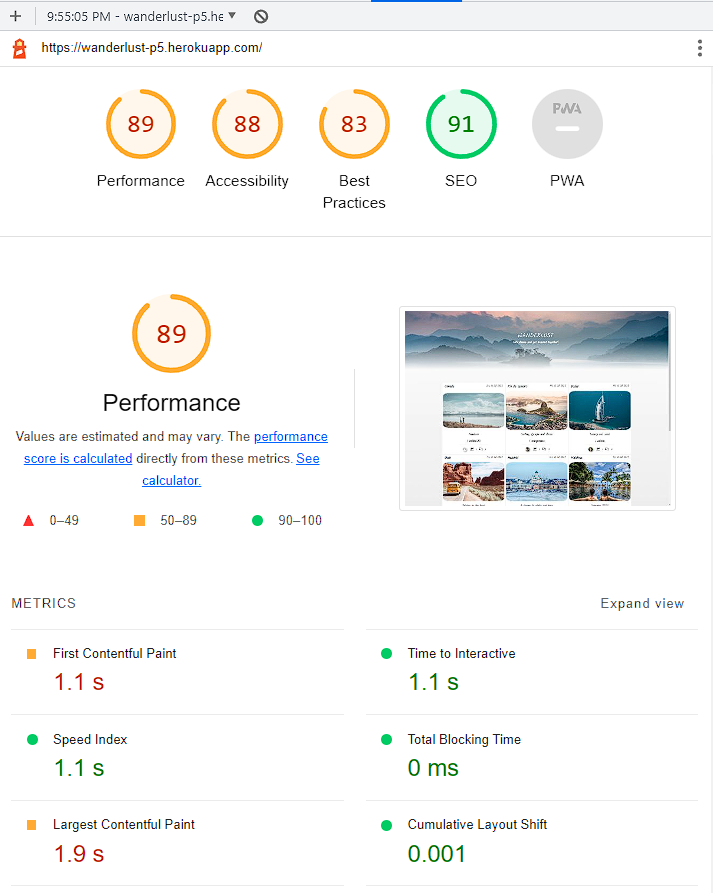 9:55:05 PM - wanderlust-p5.he
https://wanderlust-p5.herokuapp.com/
89
88
83
91
PWA
Performance
Accessibility
Best
Practices
SEO
PWA
89
Performance
Values are estimated and may vary. The performance
score is calculated directly from these metrics. See
calculator.
0–49
50–89
90–100
WANDERLUST
METRICS
Expand view
First Contentful Paint
1.1 s
Time to Interactive
1.1 s
Speed Index
1.1 s
Total Blocking Time
0 ms
Largest Contentful Paint
1.9 s
Cumulative Layout Shift
0.001